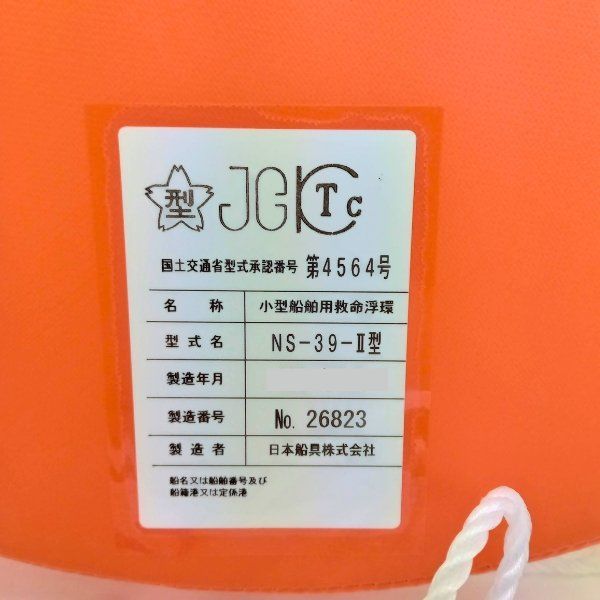 型 JCI TC
国土交通省型式承認番号 第4564号
名称 小型船舶用救命浮環
型式名 NS-39-Ⅱ型
製造年月
製造番号 No. 26823
製造者 日本船具株式会社
船名又は船舶番号及び
船籍港又は定係港